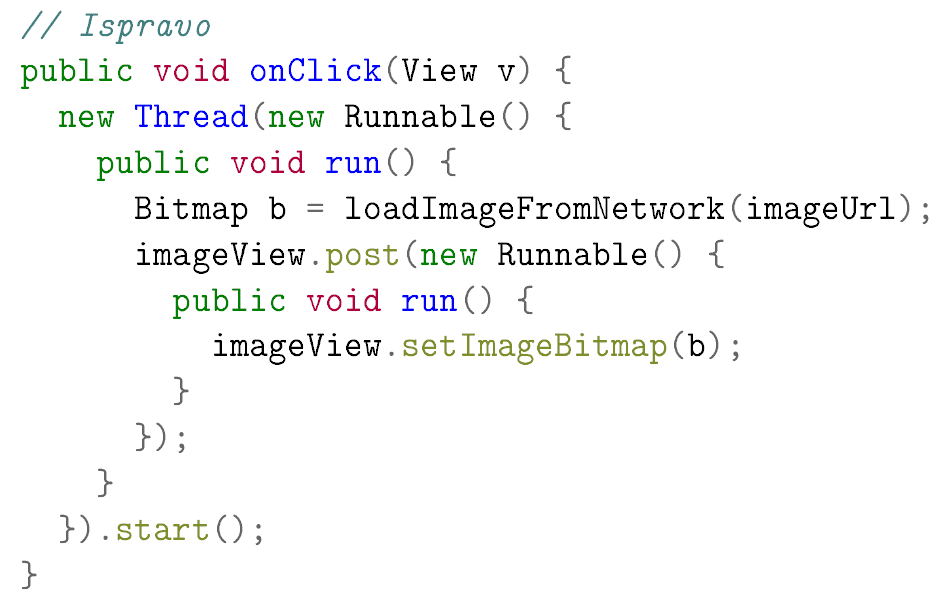 // Ispravo
public void onClick(View v) {
  new Thread(new Runnable() {
    public void run() {
      Bitmap b = loadImageFromNetwork(imageUrl);
      imageView.post(new Runnable() {
        public void run() {
          imageView.setImageBitmap(b);
        }
      });
    }
  }).start();
}